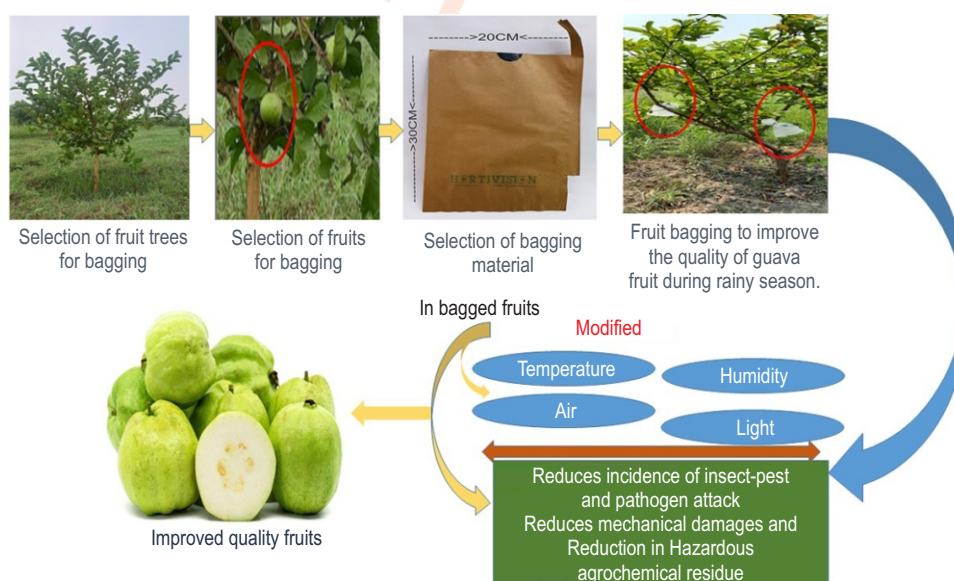 ------->20CM<-------
------->30CM<-------
HORTIVISION
Selection of fruit trees
for bagging
Selection of fruits
for bagging
Selection of bagging
material
Fruit bagging to improve
the quality of guava
fruit during rainy season.
In bagged fruits
Modified
Temperature
Humidity
Air
Light
Reduces incidence of insect-pest
and pathogen attack
Reduces mechanical damages and
Reduction in Hazardous
agrochemical residue
Improved quality fruits